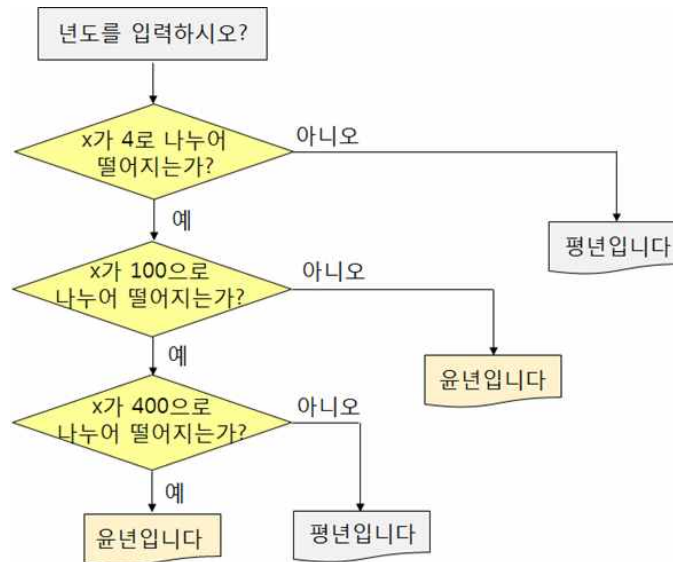 년도를 입력하시오?
x가 4로 나누어
떨어지는가?
아니오
예
평년입니다
x가 100으로
나누어 떨어지는가?
아니오
예
윤년입니다
x가 400으로
나누어 떨어지는가?
아니오
예
윤년입니다
평년입니다